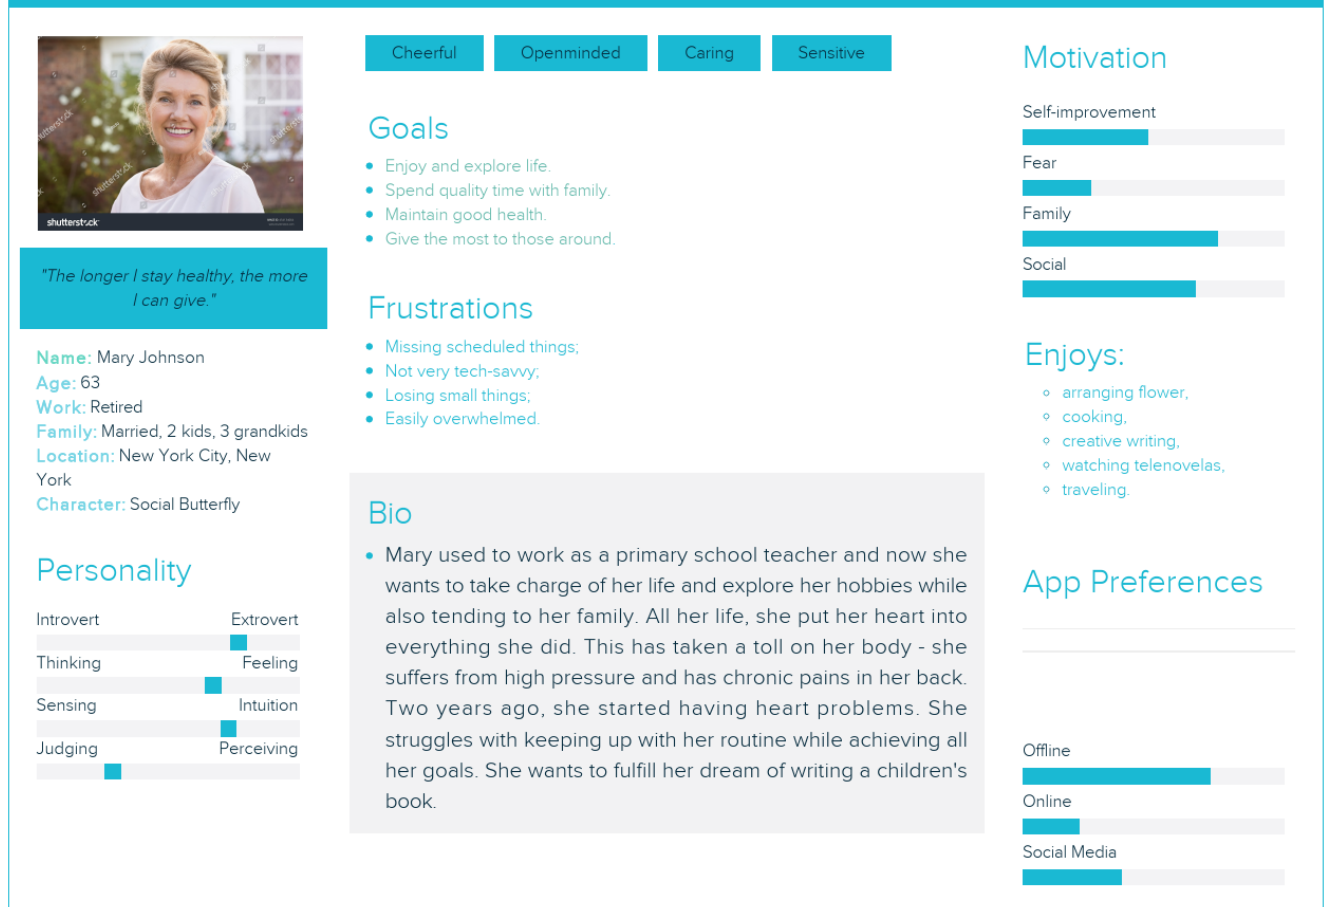 shutterstock
"The longer I stay healthy, the more
I can give."
Name: Mary Johnson
Age: 63
Work: Retired
Family: Married, 2 kids, 3 grandkids
Location: New York City, New
York
Character: Social Butterfly
Personality
Introvert Extrovert
Thinking Feeling
Sensing Intuition
Judging Perceiving
Cheerful Openminded Caring Sensitive
Goals
Enjoy and explore life.
Spend quality time with family.
Maintain good health.
Give the most to those around.
Frustrations
Missing scheduled things;
Not very tech-savvy;
Losing small things;
Easily overwhelmed.
Bio
Mary used to work as a primary school teacher and now she
wants to take charge of her life and explore her hobbies while
also tending to her family. All her life, she put her heart into
everything she did. This has taken a toll on her body - she
suffers from high pressure and has chronic pains in her back.
Two years ago, she started having heart problems. She
struggles with keeping up with her routine while achieving all
her goals. She wants to fulfill her dream of writing a children's
book.
Motivation
Self-improvement
Fear
Family
Social
Enjoys:
arranging flower,
cooking,
creative writing,
watching telenovelas,
traveling.
App Preferences
Offline
Online
Social Media